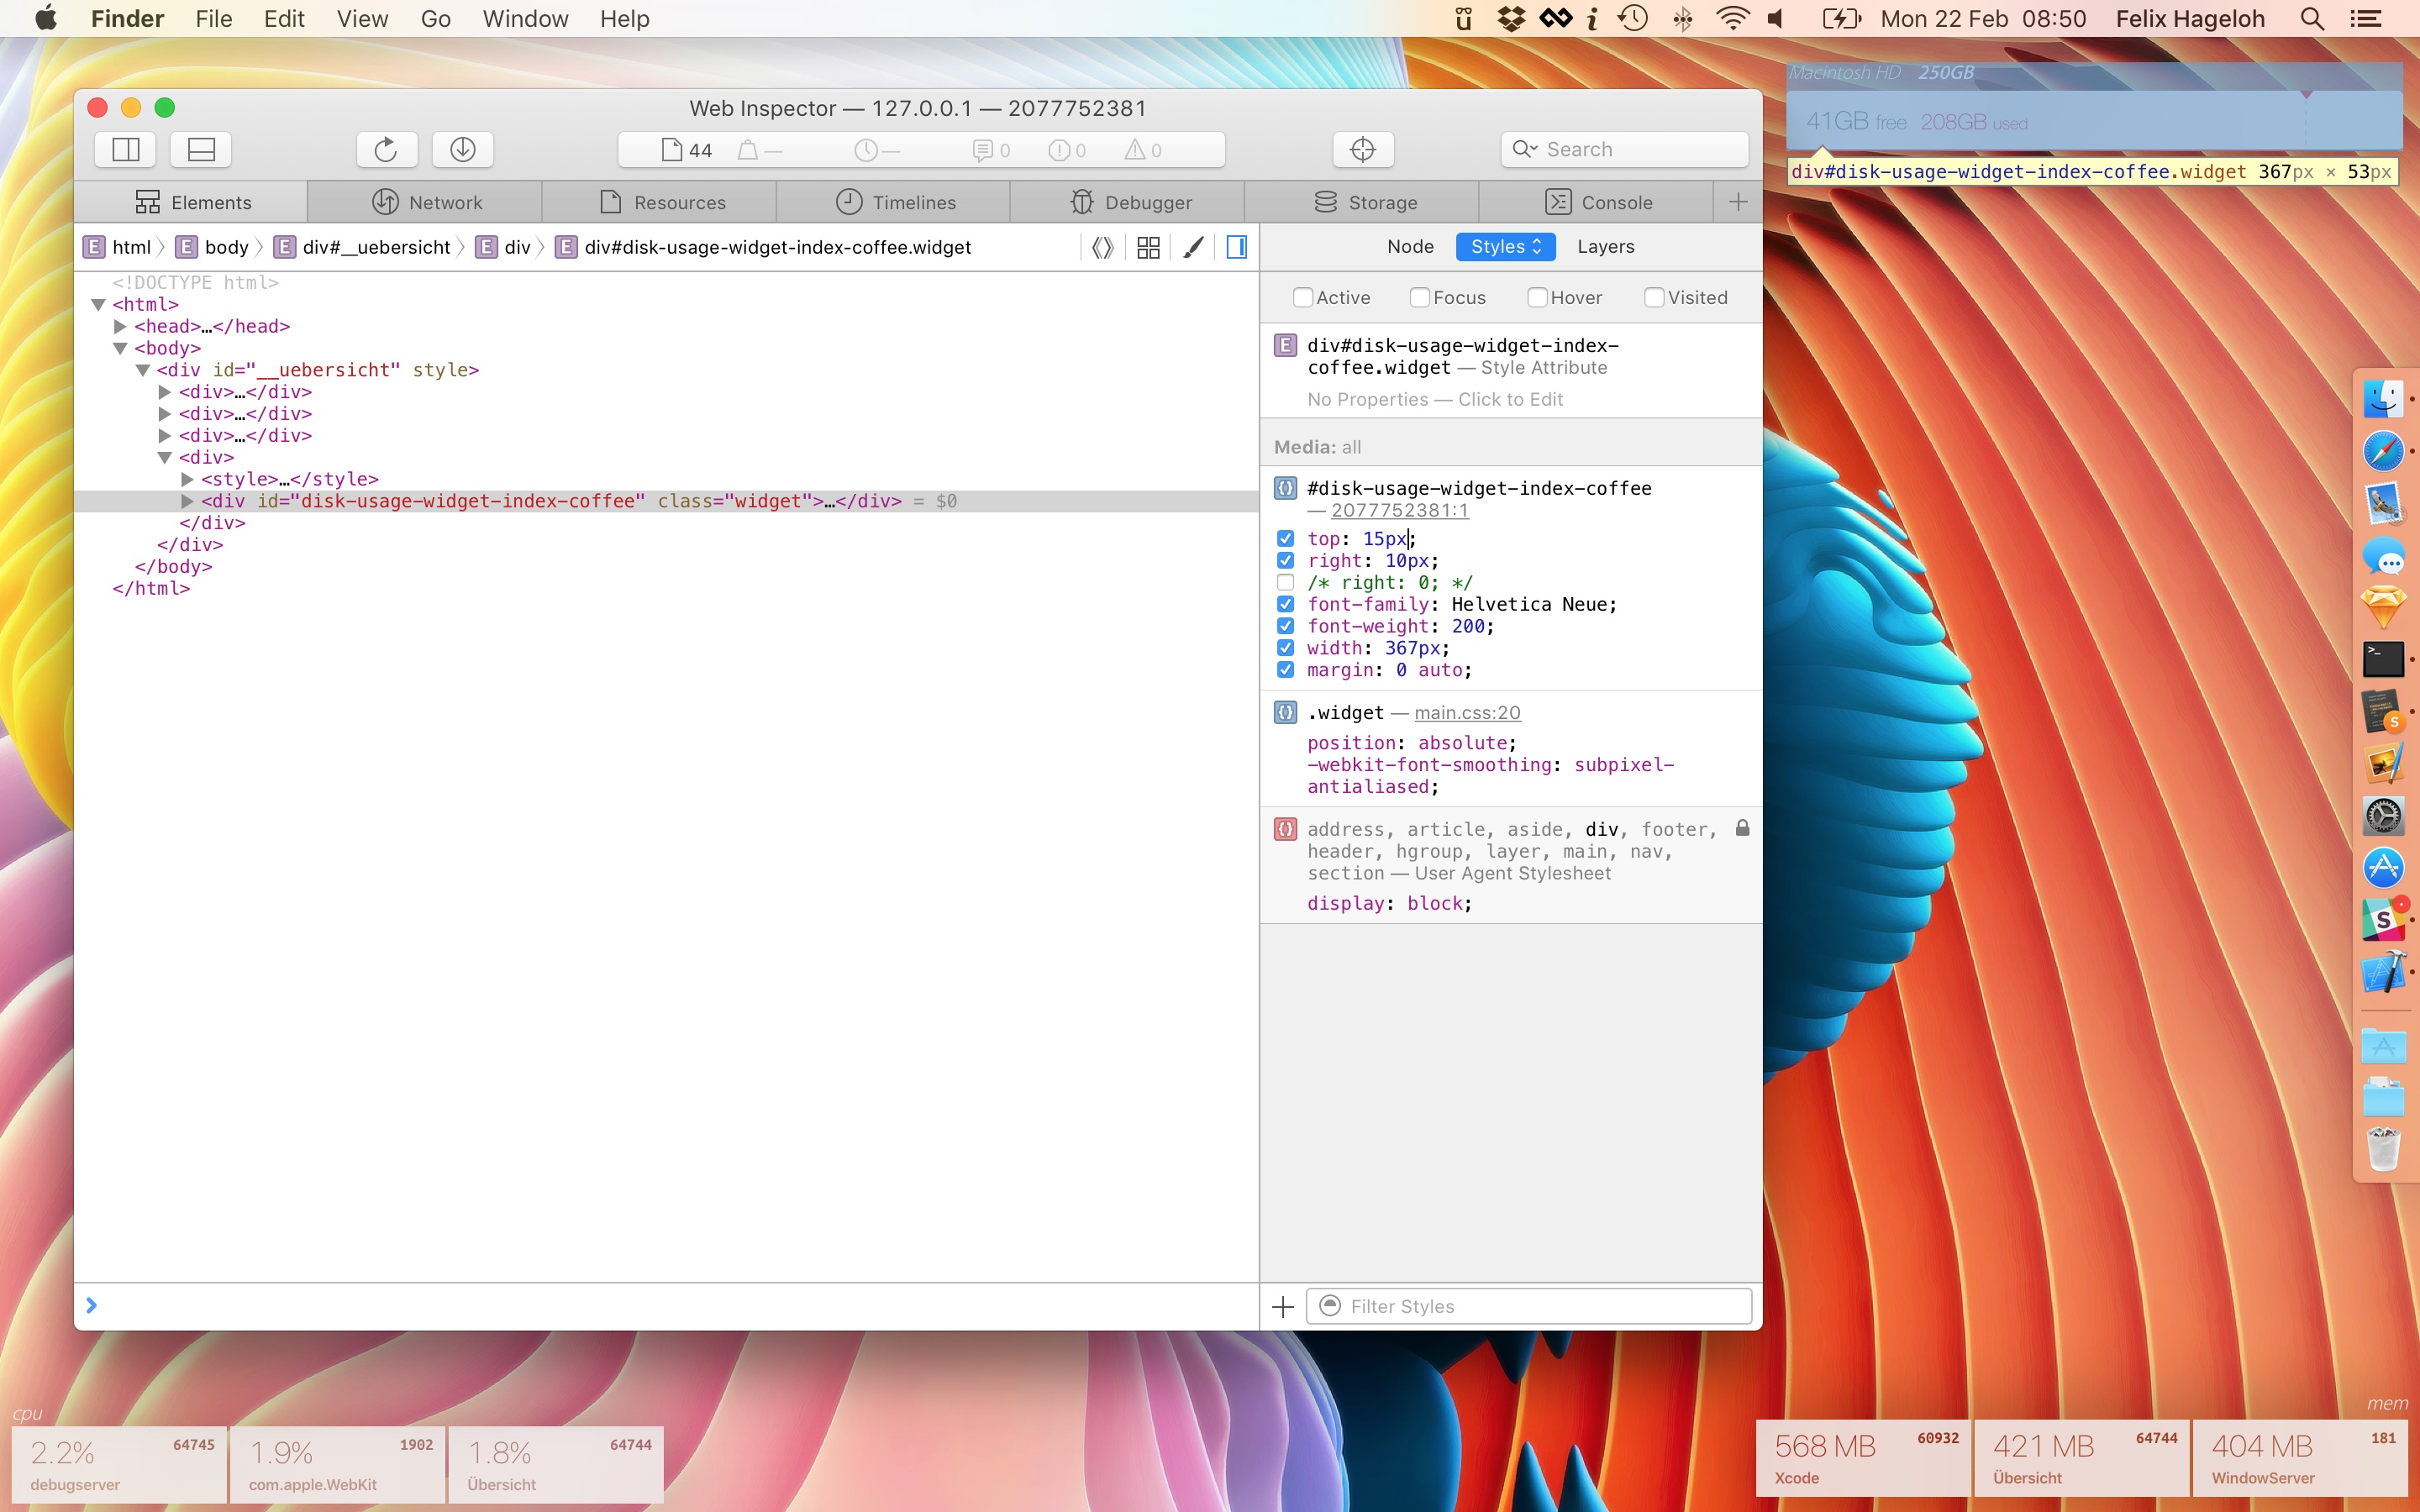 Finder File Edit View Go Window Help
Mon 22 Feb 08:50 Felix Hageloh
Macintosh HD 250GB
41GB free 208GB used
div#disk-usage-widget-index-coffee.widget 367px × 53px
Web Inspector — 127.0.0.1 — 2077752381
44 — — 0 0 0
Search
Elements Network Resources Timelines Debugger Storage Console
E html E body E div#__uebersicht E div E div#disk-usage-widget-index-coffee.widget
Node Styles Layers
<!DOCTYPE html>
<html>
<head>…</head>
<body>
<div id="__uebersicht" style>
<div>…</div>
<div>…</div>
<div>…</div>
<div>
<style>…</style>
<div id="disk-usage-widget-index-coffee" class="widget">…</div> = $0
</div>
</div>
</body>
</html>
Active Focus Hover Visited
E div#disk-usage-widget-index-
coffee.widget — Style Attribute
No Properties — Click to Edit
Media: all
#disk-usage-widget-index-coffee
— 2077752381:1
top: 15px;
right: 10px;
/* right: 0; */
font-family: Helvetica Neue;
font-weight: 200;
width: 367px;
margin: 0 auto;
.widget — main.css:20
position: absolute;
-webkit-font-smoothing: subpixel-
antialiased;
address, article, aside, div, footer,
header, hgroup, layer, main, nav,
section — User Agent Stylesheet
display: block;
Filter Styles
cpu
2.2% 64745
debugserver
1.9% 1902
com.apple.WebKit
1.8% 64744
Übersicht
mem
568 MB 60932
Xcode
421 MB 64744
Übersicht
404 MB 181
WindowServer